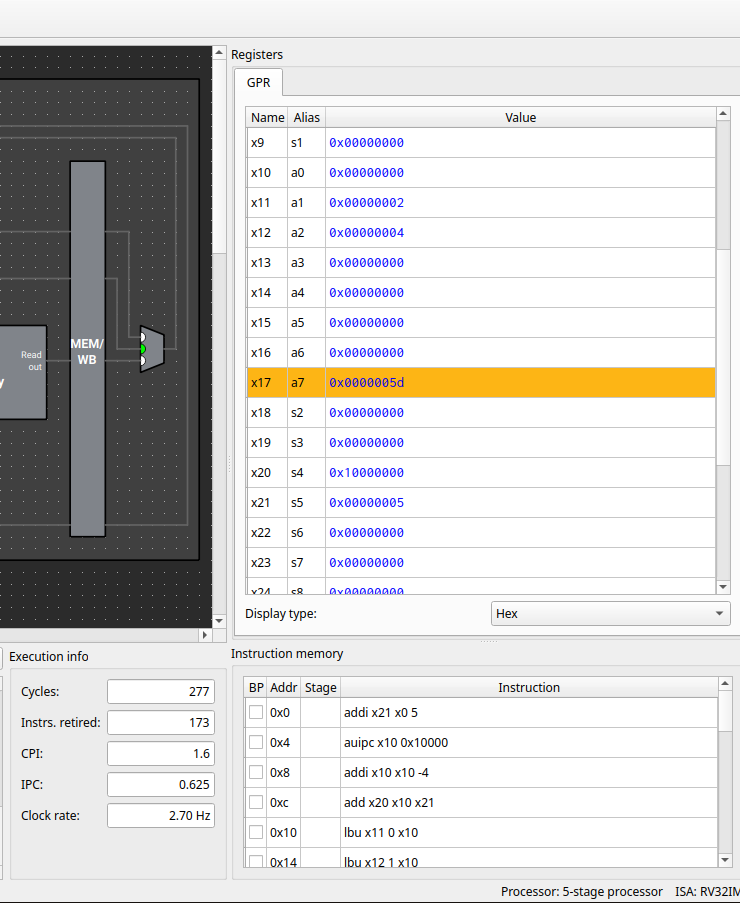 Registers
GPR
Name Alias Value
x9 s1 0x00000000
x10 a0 0x00000000
x11 a1 0x00000002
x12 a2 0x00000004
x13 a3 0x00000000
x14 a4 0x00000000
x15 a5 0x00000000
x16 a6 0x00000000
x17 a7 0x0000005d
x18 s2 0x00000000
x19 s3 0x00000000
x20 s4 0x10000000
x21 s5 0x00000005
x22 s6 0x00000000
x23 s7 0x00000000
x24 s8 0x00000000
Display type: Hex
MEM/
WB
Read
out
y
Execution info
Cycles: 277
Instrs. retired: 173
CPI: 1.6
IPC: 0.625
Clock rate: 2.70 Hz
Instruction memory
BP Addr Stage Instruction
0x0 addi x21 x0 5
0x4 auipc x10 0x10000
0x8 addi x10 x10 -4
0xc add x20 x10 x21
0x10 lbu x11 0 x10
0x14 lbu x12 1 x10
Processor: 5-stage processor ISA: RV32IM